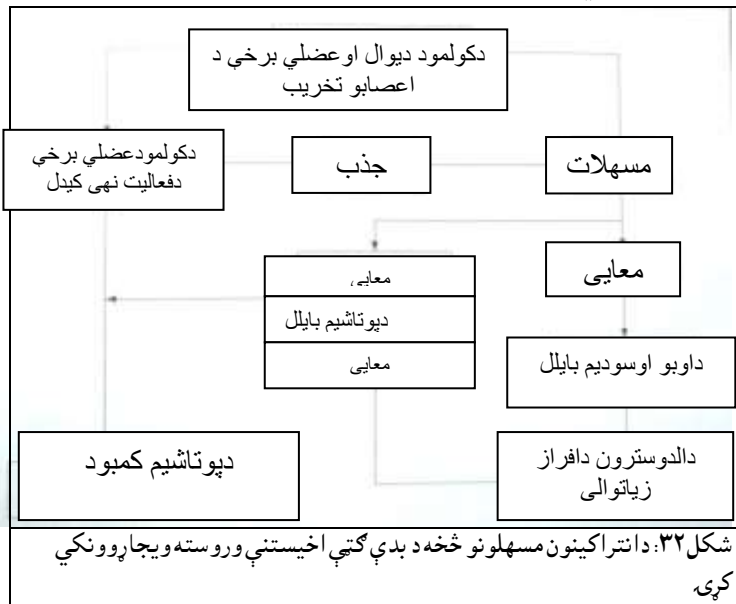 دکولمود دیوال اوعضلي برخي د
اعصابو تخریب
مسهلات
جذب
دکولمودعضلي برخي
دفعالیت نهی کیدل
معایی
معایی
دپوتاشیم بایلل
معایی
داوبو اوسودیم بایلل
دالدوسترون دافراز
زیاتوالی
دپوتاشیم کمبود
شکل۳۲: دانتراکینون مسهلونو څخه د بدې ګټې اخیستنې وروسته ویجاړوونکي
کړۍ.